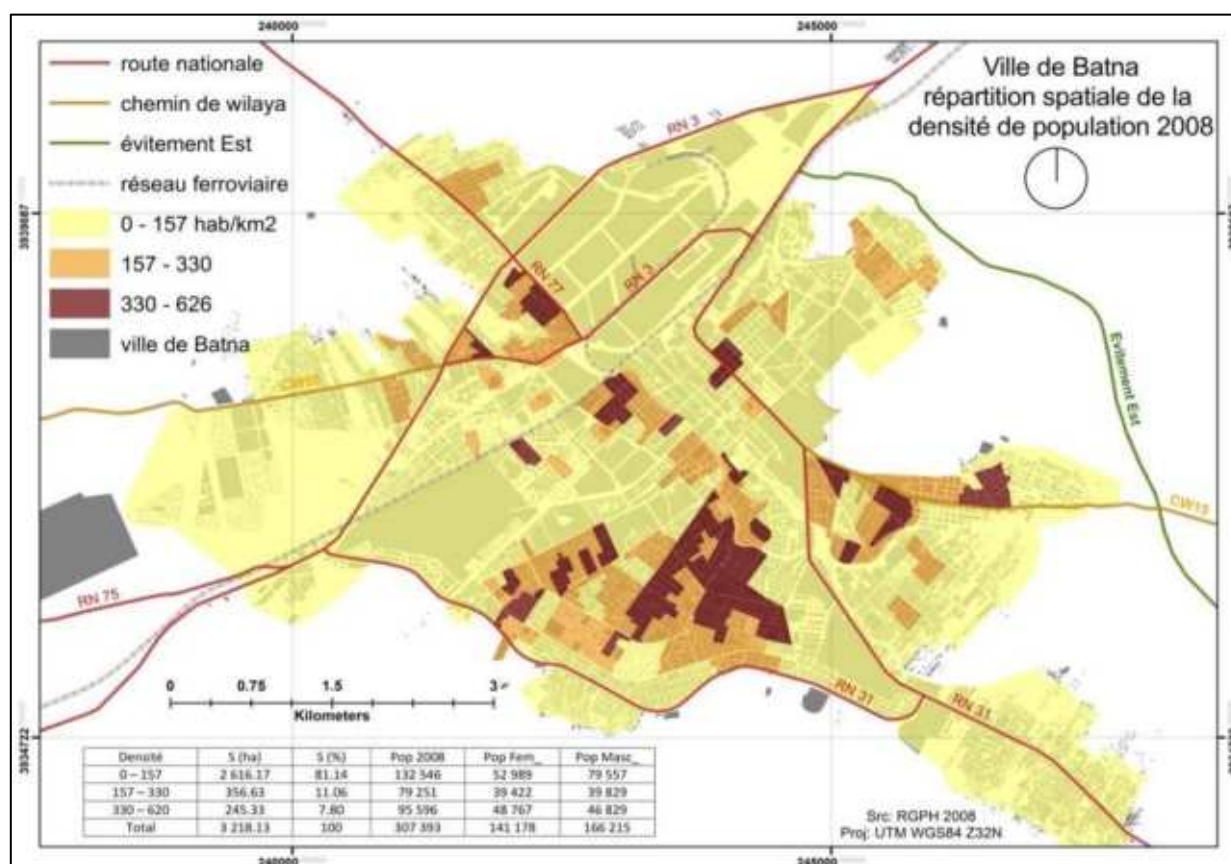 240000
245000
route nationale
chemin de wilaya
évitement Est
réseau ferroviaire
0 - 157 hab/km2
157 - 330
330 - 626
ville de Batna
Ville de Batna
répartition spatiale de la
densité de population 2008
RN 3
RN 77
RN 3
Evitement Est
CW15
RN 75
RN 31
RN 31
3939687
3934722
0 0.75 1.5 3
Kilometers
Densité S (ha) S (%) Pop 2008 Pop Fem_ Pop Masc_
0 – 157 2 616.17 81.14 132 546 52 989 79 557
157 – 330 356.63 11.06 79 251 39 422 39 829
330 – 620 245.33 7.80 95 596 48 767 46 829
Total 3 218.13 100 307 393 141 178 166 215
Src: RGPH 2008
Proj: UTM WGS84 Z32N
240000
245000